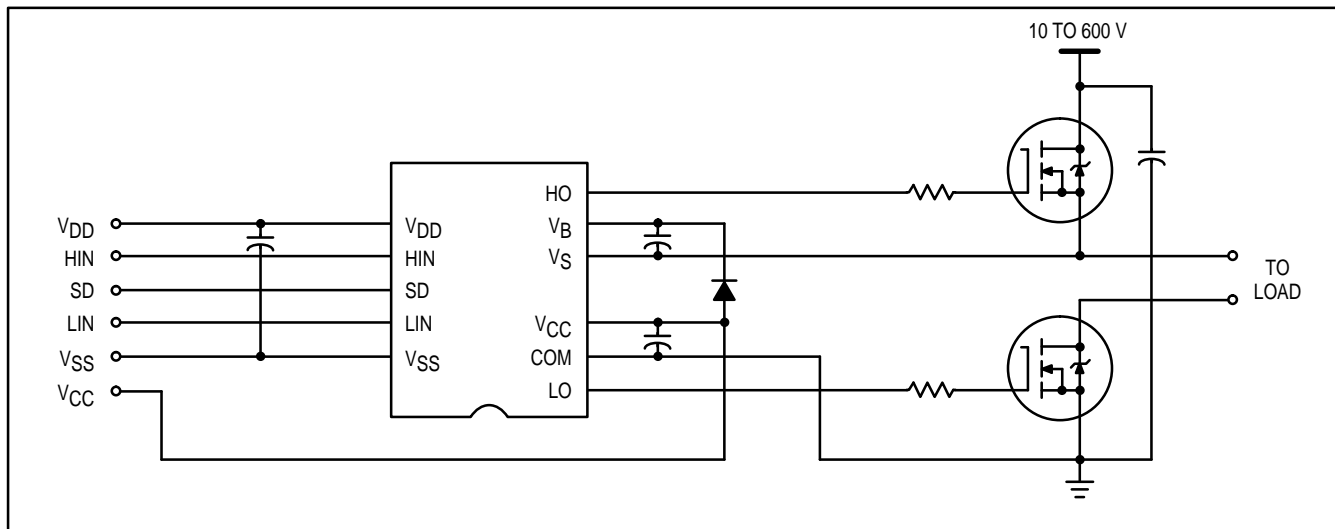 10 TO 600 V
HO
VDD
VDD
VB
HIN
HIN
VS
SD
SD
TO
LOAD
LIN
LIN
VCC
VSS
VSS
COM
VCC
LO